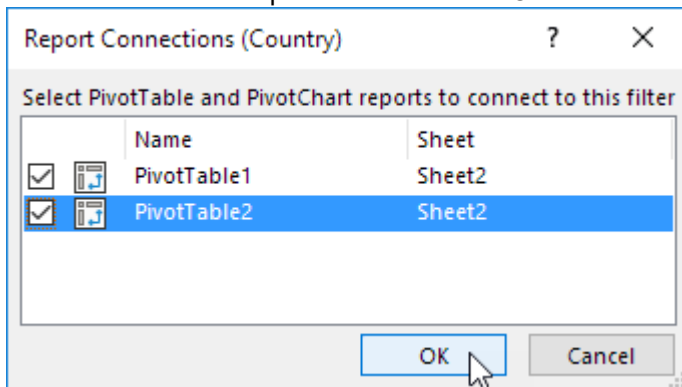 Report Connections (Country) ? ×
Select PivotTable and PivotChart reports to connect to this filter
Name Sheet
PivotTable1 Sheet2
PivotTable2 Sheet2
OK Cancel